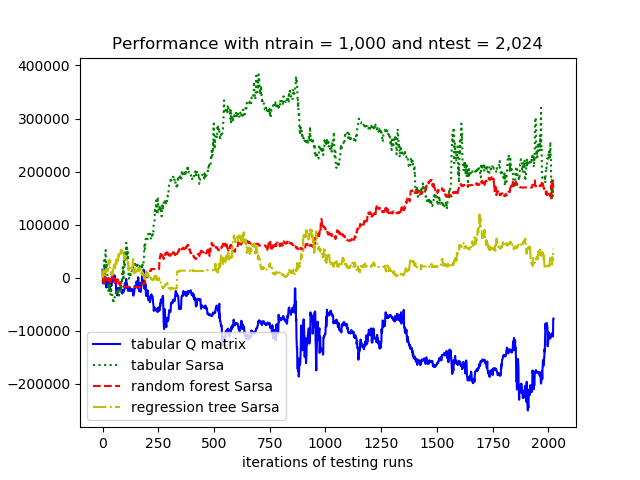 Performance with ntrain = 1,000 and ntest = 2,024
400000
300000
200000
100000
0
−100000
−200000
tabular Q matrix
tabular Sarsa
random forest Sarsa
regression tree Sarsa
0 250 500 750 1000 1250 1500 1750 2000
iterations of testing runs